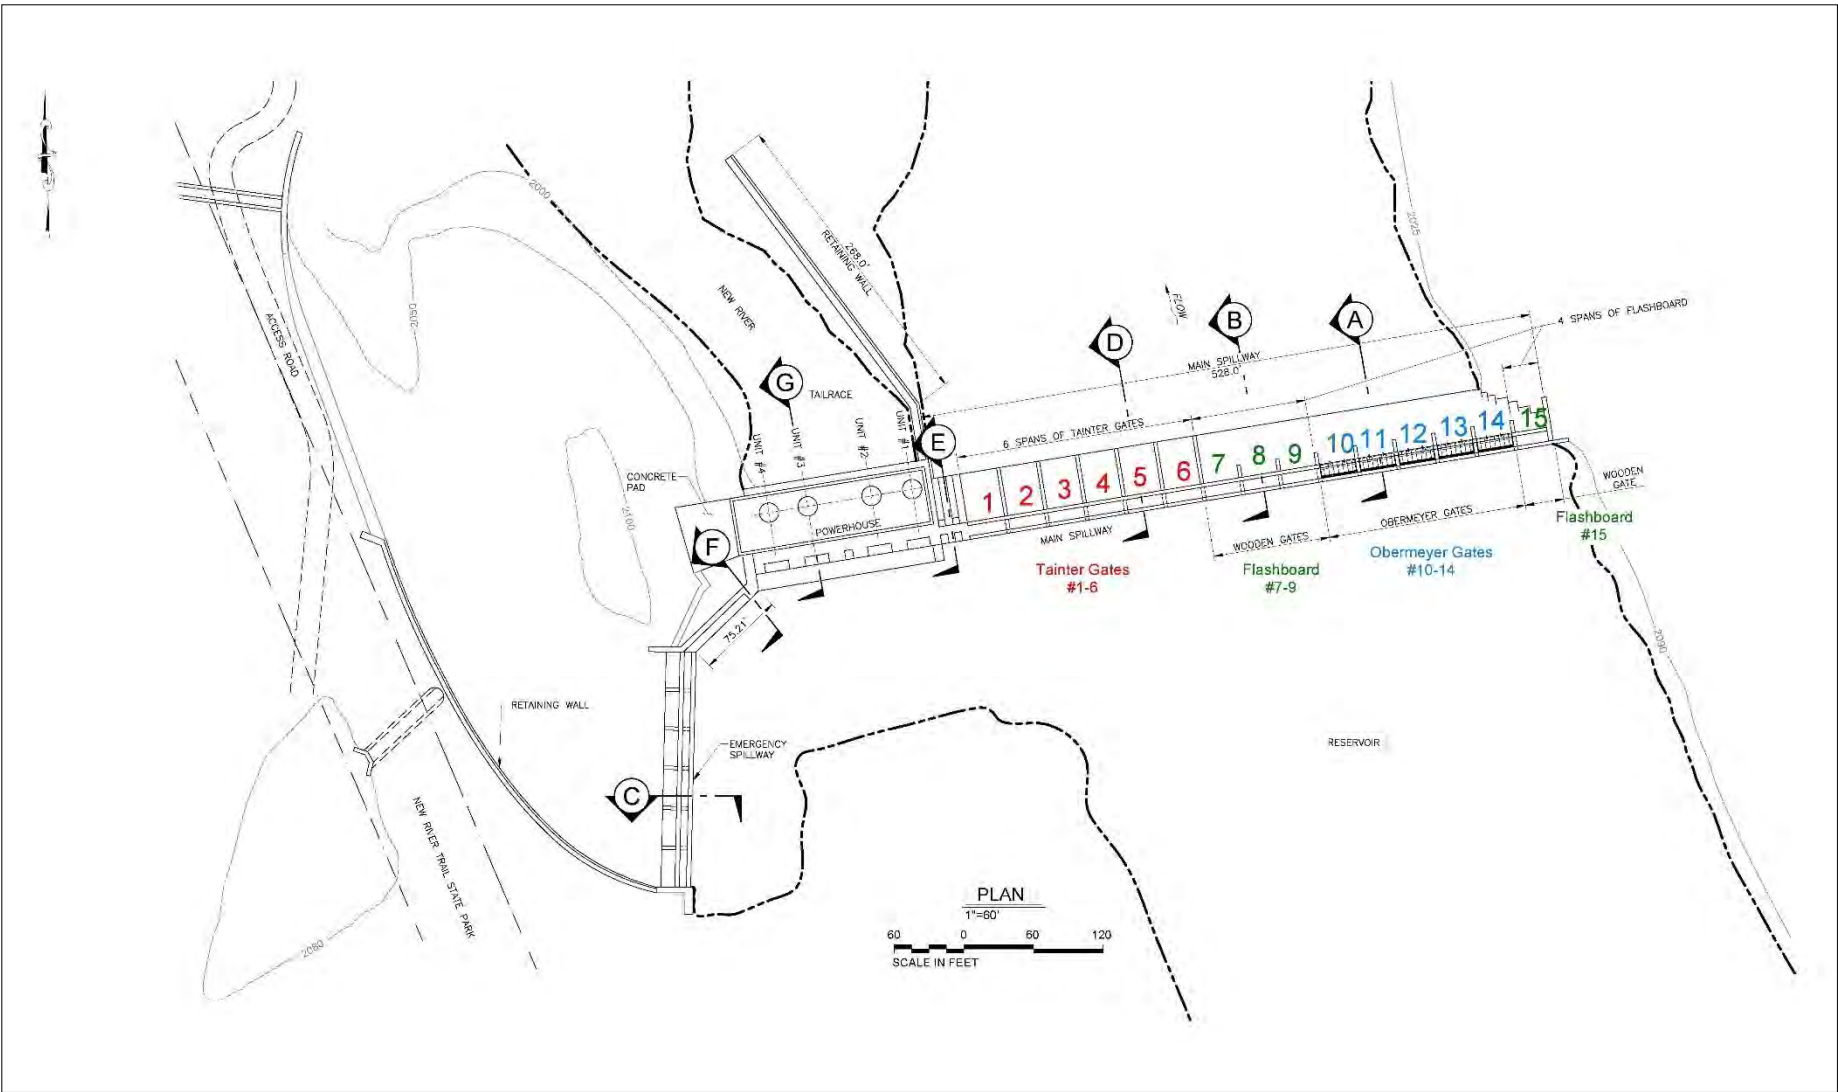 2000
2050
2025
ACCESS ROAD
NEW RIVER
268.0'
RETAINING WALL
FLOW
B
A
D
4 SPANS OF FLASHBOARD
MAIN SPILLWAY
528.0'
G
TAILRACE
UNIT #4
UNIT #3
UNIT #2
UNIT #1
E
6 SPANS OF TAINTER GATES
1
2
3
4
5
6
7
8
9
10
11
12
13
14
15
CONCRETE
PAD
2100
POWERHOUSE
F
MAIN SPILLWAY
WOODEN GATES
OBERMEYER GATES
WOODEN
GATE
Tainter Gates
#1-6
Flashboard
#7-9
Obermeyer Gates
#10-14
Flashboard
#15
75.21'
2090
RETAINING WALL
EMERGENCY
SPILLWAY
RESERVOIR
C
NEW RIVER TRAIL STATE PARK
2080
PLAN
1"=60'
60 0 60 120
SCALE IN FEET